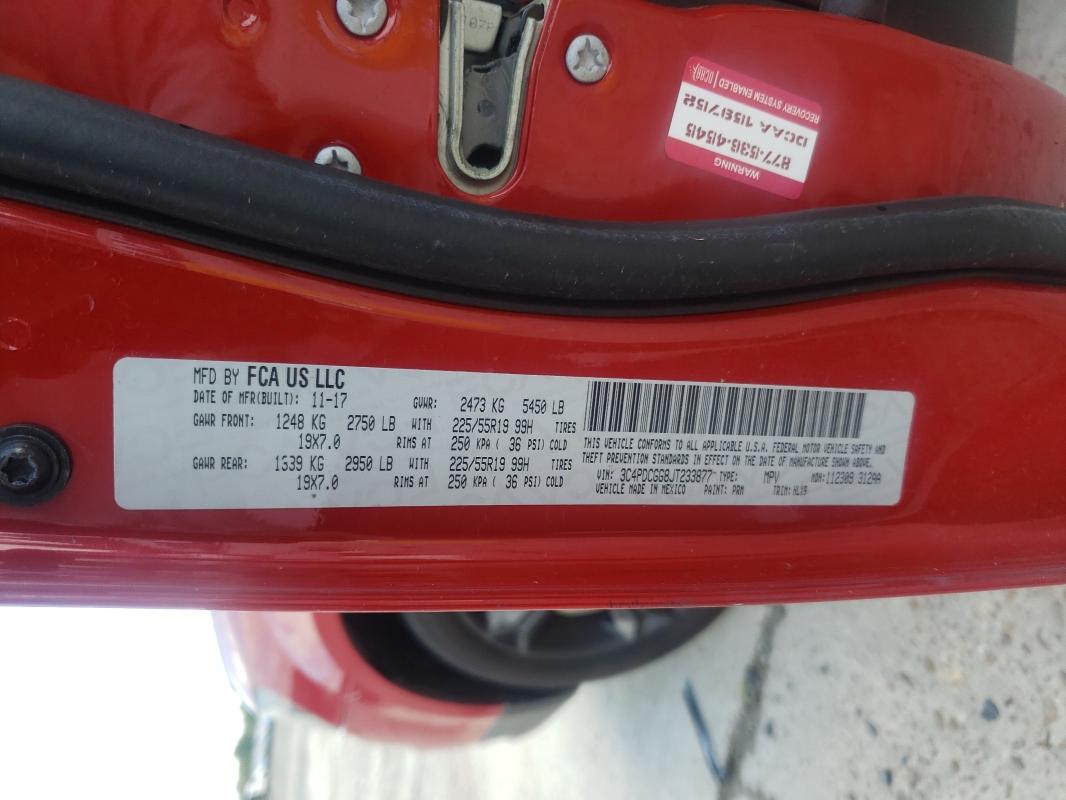 MFD BY FCA US LLC
DATE OF MFR(BUILT): 11-17 GVWR: 2473 KG 5450 LB
GAWR FRONT: 1248 KG 2750 LB WITH 225/55R19 99H TIRES
19X7.0 RIMS AT 250 KPA ( 36 PSI) COLD
GAWR REAR: 1339 KG 2950 LB WITH 225/55R19 99H TIRES
19X7.0 RIMS AT 250 KPA ( 36 PSI) COLD
THIS VEHICLE CONFORMS TO ALL APPLICABLE U.S.A. FEDERAL MOTOR VEHICLE SAFETY AND
THEFT PREVENTION STANDARDS IN EFFECT ON THE DATE OF MANUFACTURE SHOWN ABOVE.
VIN: 3C4PDCGG8JT233877 TYPE: MPV MDH: 112309 312AA
VEHICLE MADE IN MEXICO PAINT: PRM TRIM: HLX9
WARNING
877-536-4545
DCAA 1587152
RECOVERY SYSTEM ENABLED